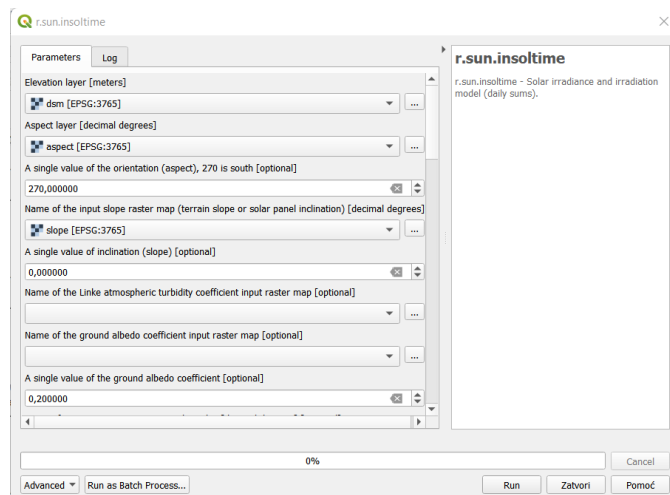 r.sun.insoltime
Parameters
Log
Elevation layer [meters]
dsm [EPSG:3765]
...
Aspect layer [decimal degrees]
aspect [EPSG:3765]
...
A single value of the orientation (aspect), 270 is south [optional]
270,000000
Name of the input slope raster map (terrain slope or solar panel inclination) [decimal degrees]
slope [EPSG:3765]
...
A single value of inclination (slope) [optional]
0,000000
Name of the Linke atmospheric turbidity coefficient input raster map [optional]
...
Name of the ground albedo coefficient input raster map [optional]
...
A single value of the ground albedo coefficient [optional]
0,200000
r.sun.insoltime
r.sun.insoltime - Solar irradiance and irradiation
model (daily sums).
0%
Cancel
Advanced
Run as Batch Process...
Run
Zatvori
Pomoć